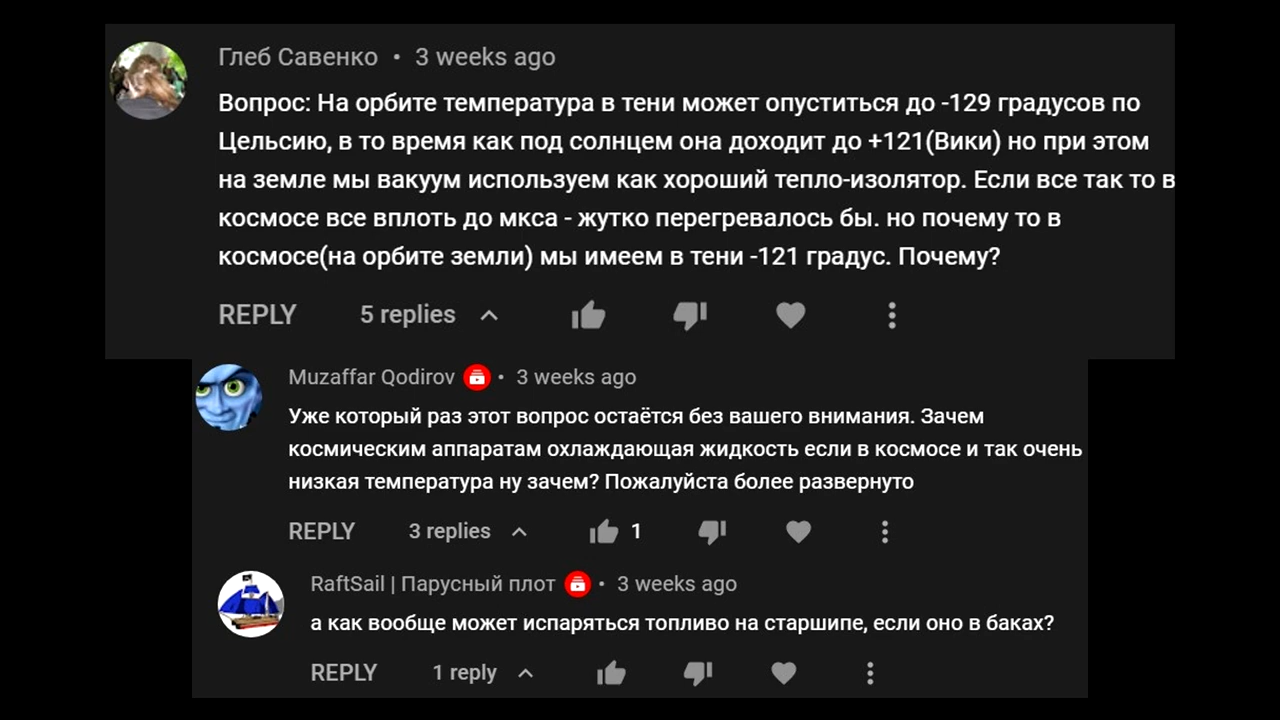 Глеб Савенко • 3 weeks ago
Вопрос: На орбите температура в тени может опуститься до -129 градусов по
Цельсию, в то время как под солнцем она доходит до +121(Вики) но при этом
на земле мы вакуум используем как хороший тепло-изолятор. Если все так то в
космосе все вплоть до мкса - жутко перегревалось бы. но почему то в
космосе(на орбите земли) мы имеем в тени -121 градус. Почему?
REPLY 5 replies
Muzaffar Qodirov • 3 weeks ago
Уже который раз этот вопрос остаётся без вашего внимания. Зачем
космическим аппаратам охлаждающая жидкость если в космосе и так очень
низкая температура ну зачем? Пожалуйста более развернуто
REPLY 3 replies 1
RaftSail | Парусный плот • 3 weeks ago
а как вообще может испаряться топливо на старшипе, если оно в баках?
REPLY 1 reply